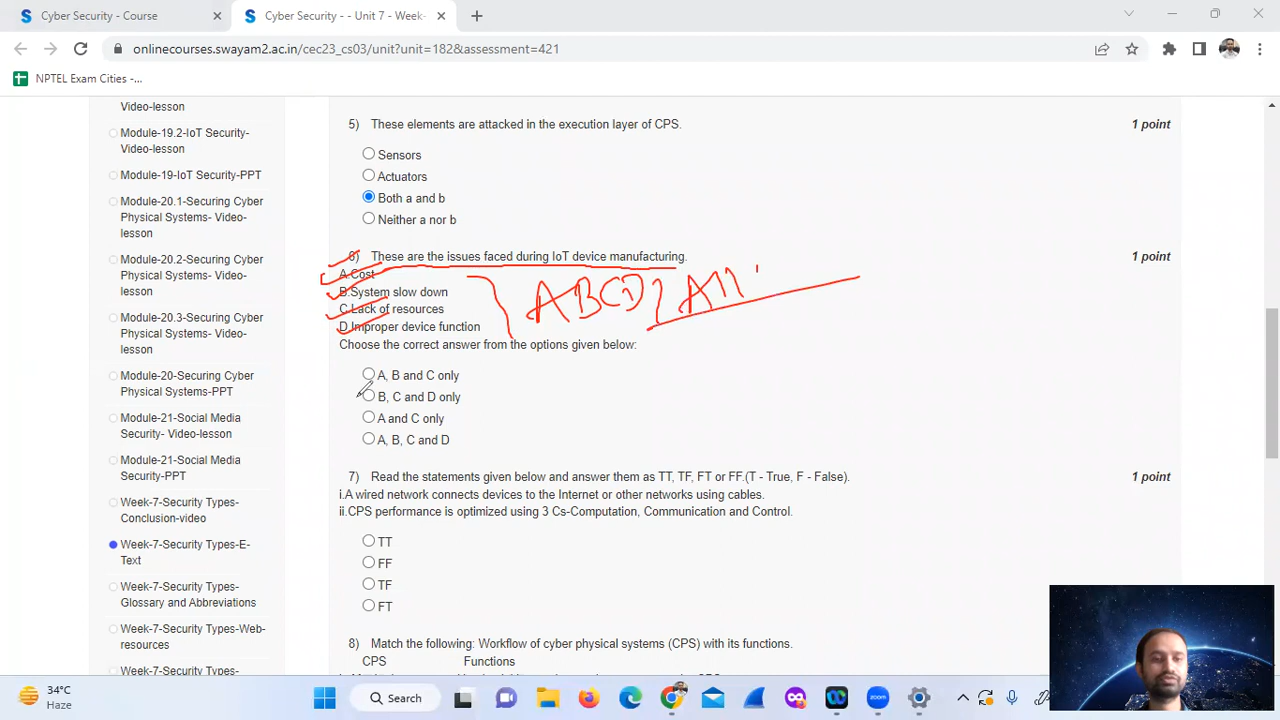 Cyber Security - Course
Cyber Security - - Unit 7 - Week-
onlinecourses.swayam2.ac.in/cec23_cs03/unit?unit=182&assessment=421
NPTEL Exam Cities -...
Video-lesson
Module-19.2-IoT Security-
Video-lesson
Module-19-IoT Security-PPT
Module-20.1-Securing Cyber
Physical Systems- Video-
lesson
Module-20.2-Securing Cyber
Physical Systems- Video-
lesson
Module-20.3-Securing Cyber
Physical Systems- Video-
lesson
Module-20-Securing Cyber
Physical Systems-PPT
Module-21-Social Media
Security- Video-lesson
Module-21-Social Media
Security-PPT
Week-7-Security Types-
Conclusion-video
Week-7-Security Types-E-
Text
Week-7-Security Types-
Glossary and Abbreviations
Week-7-Security Types-Web-
resources
Week-7-Security Types-
5) These elements are attacked in the execution layer of CPS. 1 point
Sensors
Actuators
Both a and b
Neither a nor b
6) These are the issues faced during IoT device manufacturing. 1 point
A.Cost
B.System slow down
C.Lack of resources
D.Improper device function
ABCD All
Choose the correct answer from the options given below:
A, B and C only
B, C and D only
A and C only
A, B, C and D
7) Read the statements given below and answer them as TT, TF, FT or FF.(T - True, F - False). 1 point
i.A wired network connects devices to the Internet or other networks using cables.
ii.CPS performance is optimized using 3 Cs-Computation, Communication and Control.
TT
FF
TF
FT
8) Match the following: Workflow of cyber physical systems (CPS) with its functions. 1 point
CPS Functions
34°C
Haze
Search
zoom